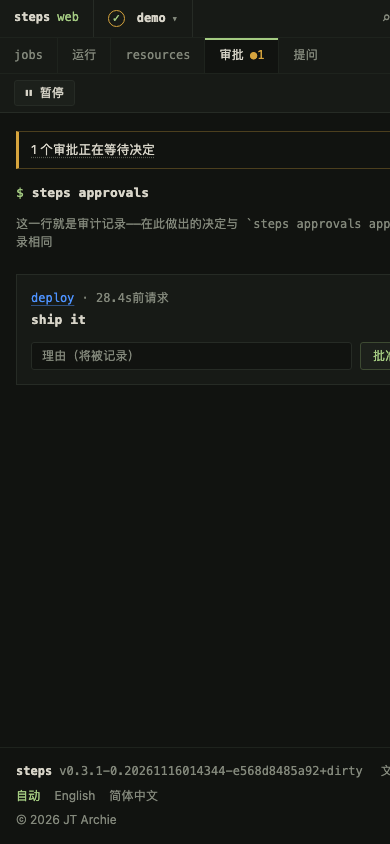 steps web demo
jobs 运行 resources 审批 1 提问
暂停
1 个审批正在等待决定
$ steps approvals
这一行就是审计记录——在此做出的决定与 `steps approvals app
录相同
deploy · 28.4s前请求
ship it
理由（将被记录）
steps v0.3.1-0.20261116014344-e568d8485a92+dirty
自动 English 简体中文
© 2026 JT Archie